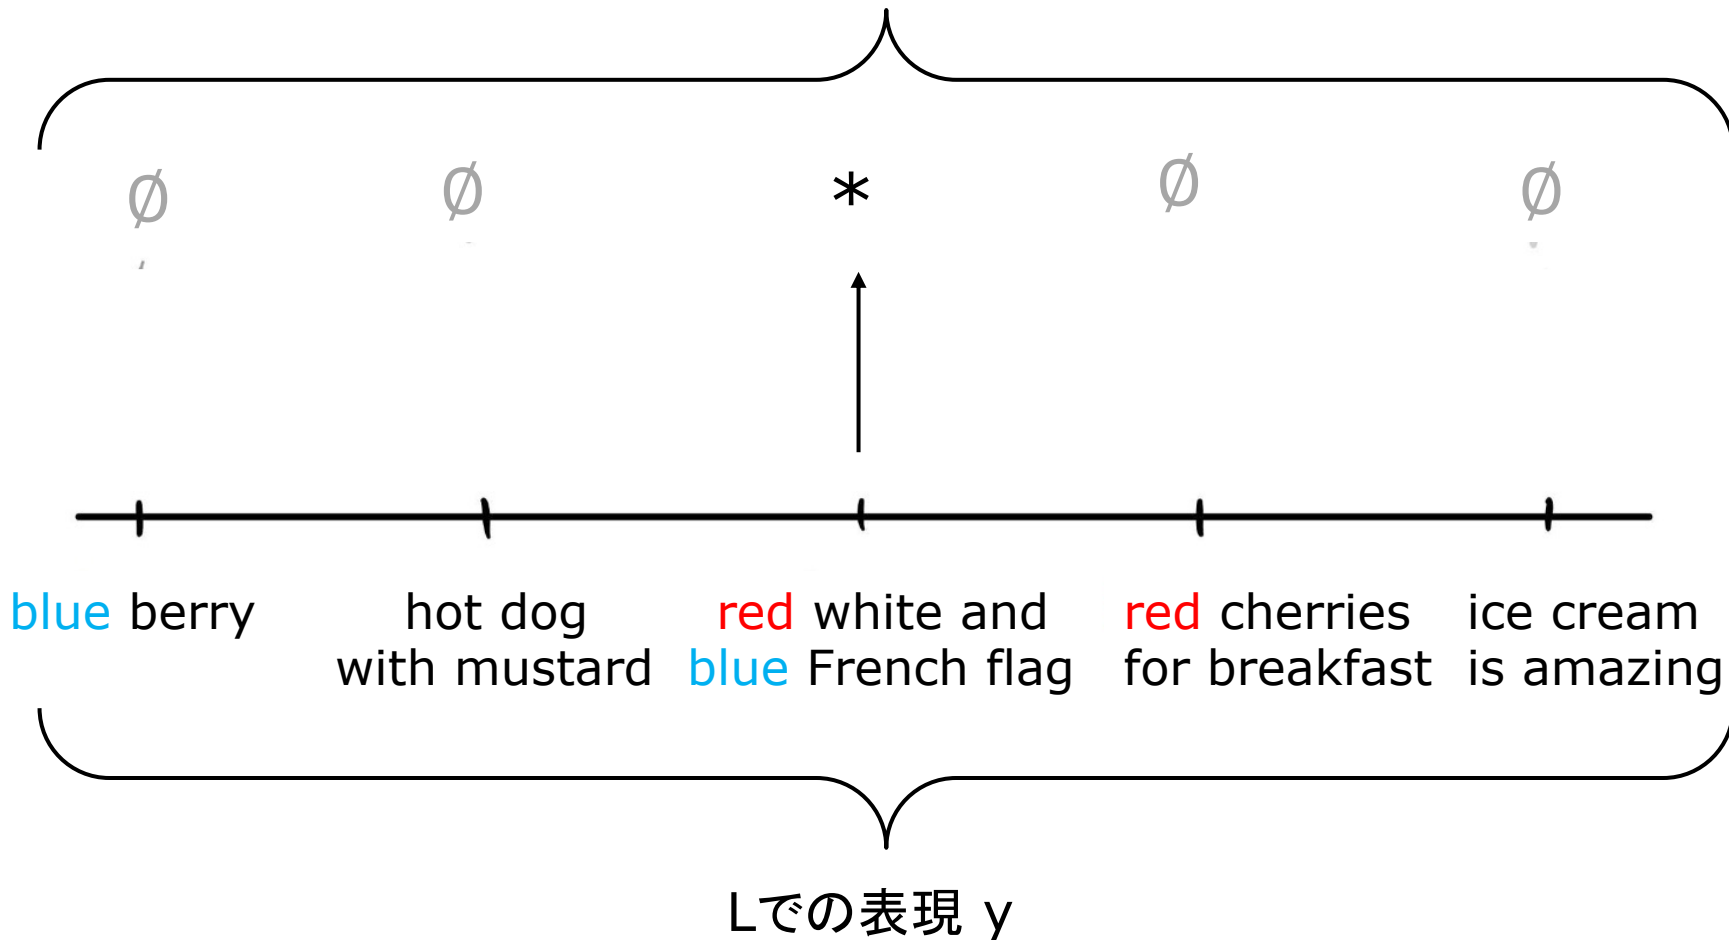 ∅ ∅ * ∅ ∅
blue berry
hot dog
with mustard
red white and
blue French flag
red cherries
for breakfast
ice cream
is amazing
Lでの表現 y